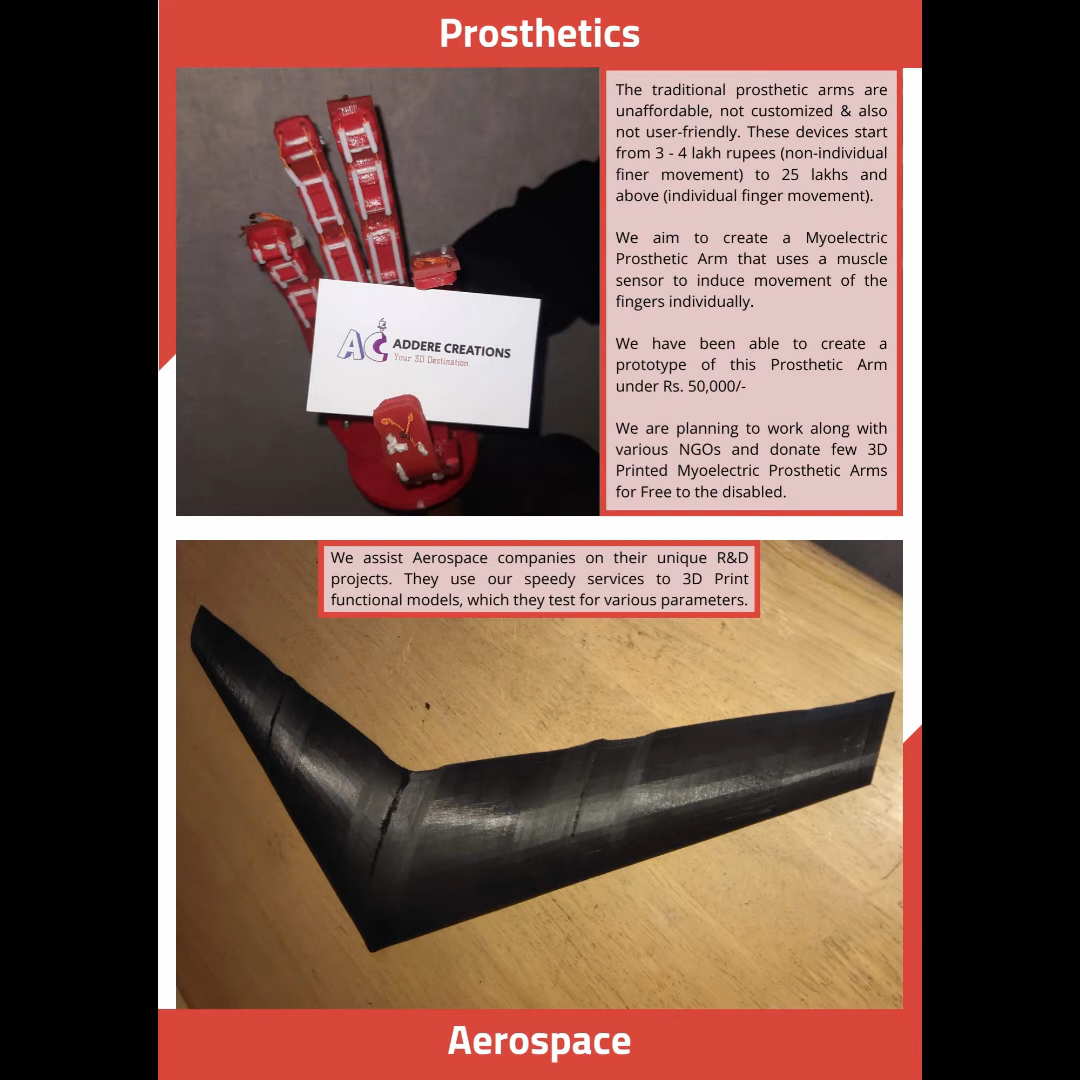 Prosthetics
The traditional prosthetic arms are
unaffordable, not customized & also
not user-friendly. These devices start
from 3 - 4 lakh rupees (non-individual
finer movement) to 25 lakhs and
above (individual finger movement).
We aim to create a Myoelectric
Prosthetic Arm that uses a muscle
sensor to induce movement of the
fingers individually.
We have been able to create a
prototype of this Prosthetic Arm
under Rs. 50,000/-
We are planning to work along with
various NGOs and donate few 3D
Printed Myoelectric Prosthetic Arms
for Free to the disabled.
AC ADDERE CREATIONS
Your 3D Destination
We assist Aerospace companies on their unique R&D
projects. They use our speedy services to 3D Print
functional models, which they test for various parameters.
Aerospace